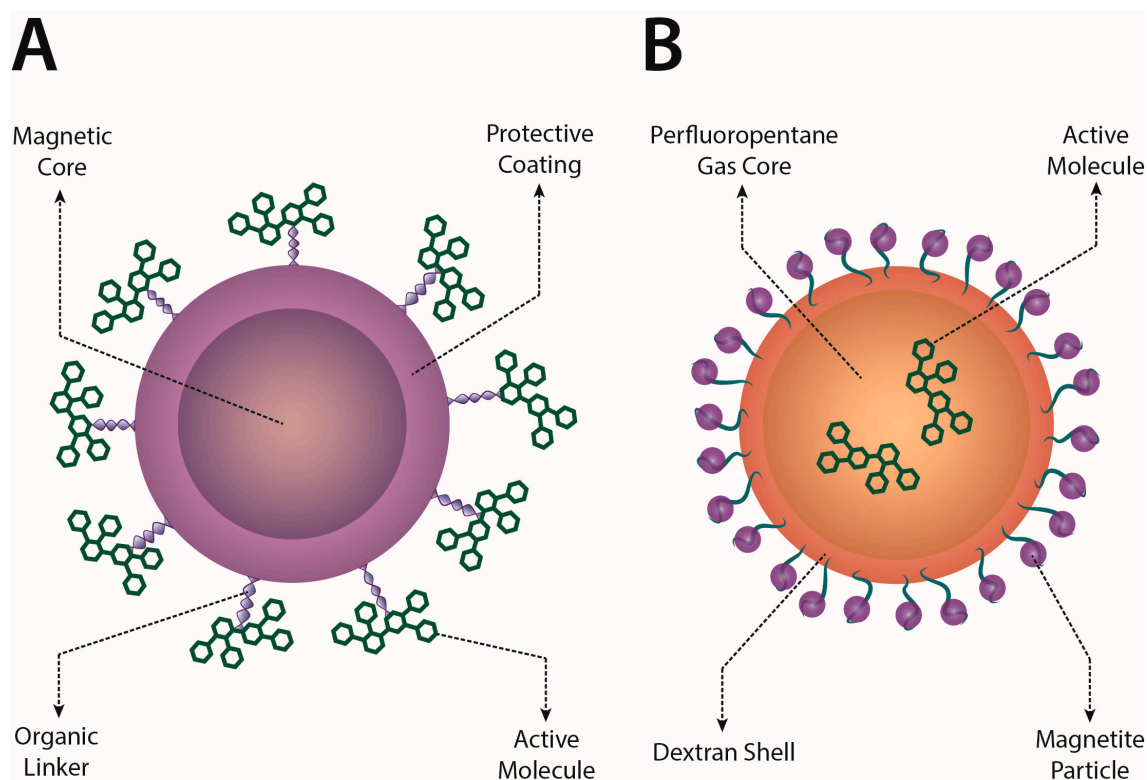 A
B
Magnetic
Core
Protective
Coating
Perfluoropentane
Gas Core
Active
Molecule
Organic
Linker
Active
Molecule
Dextran Shell
Magnetite
Particle